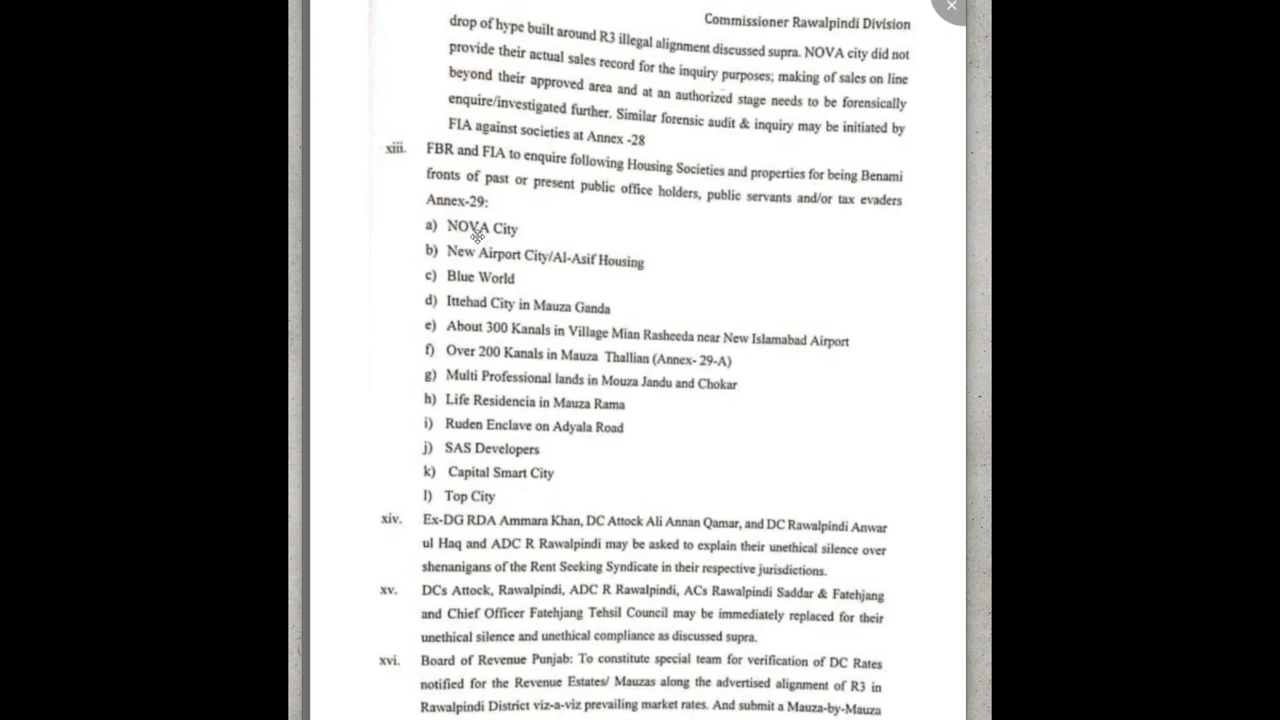 Commissioner Rawalpindi Division
drop of hype built around R3 illegal alignment discussed supra. NOVA city did not
provide their actual sales record for the inquiry purposes; making of sales on line
beyond their approved area and at an authorized stage needs to be forensically
enquire/investigated further. Similar forensic audit & inquiry may be initiated by
FIA against societies at Annex -28
xiii. FBR and FIA to enquire following Housing Societies and properties for being Benami
fronts of past or present public office holders, public servants and/or tax evaders
Annex-29:
a) NOVA City
b) New Airport City/Al-Asif Housing
c) Blue World
d) Ittehad City in Mauza Ganda
e) About 300 Kanals in Village Mian Rasheeda near New Islamabad Airport
f) Over 200 Kanals in Mauza Thallian (Annex- 29-A)
g) Multi Professional lands in Mouza Jandu and Chokar
h) Life Residencia in Mauza Rama
i) Ruden Enclave on Adyala Road
j) SAS Developers
k) Capital Smart City
l) Top City
xiv. Ex-DG RDA Ammara Khan, DC Attock Ali Annan Qamar, and DC Rawalpindi Anwar
ul Haq and ADC R Rawalpindi may be asked to explain their unethical silence over
shenanigans of the Rent Seeking Syndicate in their respective jurisdictions.
xv. DCs Attock, Rawalpindi, ADC R Rawalpindi, ACs Rawalpindi Saddar & Fatehjang
and Chief Officer Fatehjang Tehsil Council may be immediately replaced for their
unethical silence and unethical compliance as discussed supra.
xvi. Board of Revenue Punjab: To constitute special team for verification of DC Rates
notified for the Revenue Estates/ Mauzas along the advertised alignment of R3 in
Rawalpindi District viz-a-viz prevailing market rates. And submit a Mauza-by-Mauza